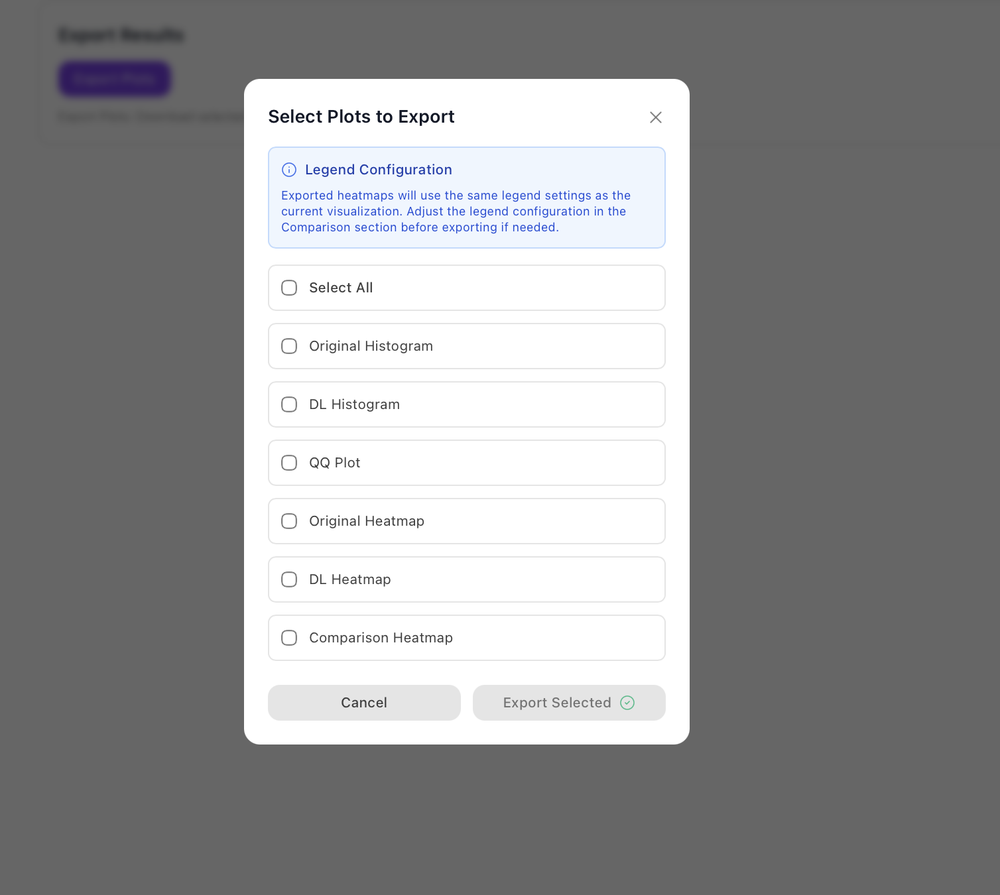 Export Results
Export Plots
Select Plots to Export
Legend Configuration
Exported heatmaps will use the same legend settings as the
current visualization. Adjust the legend configuration in the
Comparison section before exporting if needed.
Select All
Original Histogram
DL Histogram
QQ Plot
Original Heatmap
DL Heatmap
Comparison Heatmap
Cancel
Export Selected